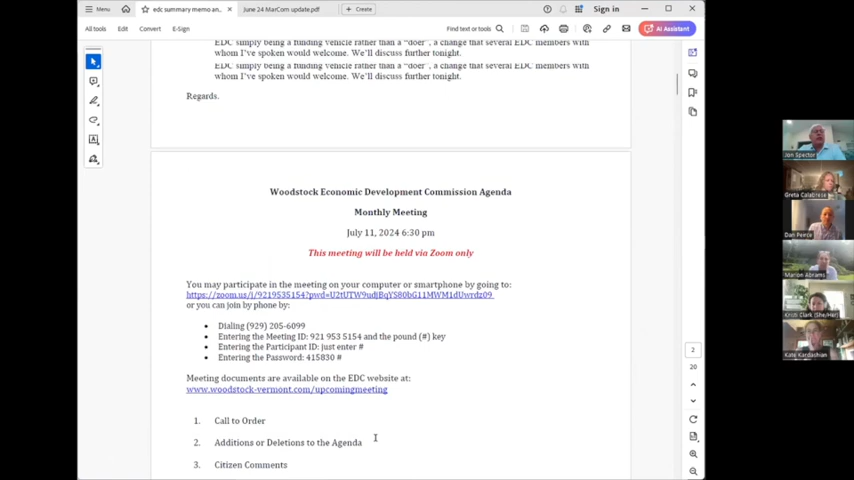 Menu
edc summary memo an...
June 24 MarCom update.pdf
Create
Sign in
All tools
Edit
Convert
E-Sign
Find text or tools
AI Assistant
EDC simply being a funding vehicle rather than a "doer", a change that several EDC members with
whom I've spoken would welcome. We'll discuss further tonight.
EDC simply being a funding vehicle rather than a "doer", a change that several EDC members with
whom I've spoken would welcome. We'll discuss further tonight.
Regards.
Woodstock Economic Development Commission Agenda
Monthly Meeting
July 11, 2024 6:30 pm
This meeting will be held via Zoom only
You may participate in the meeting on your computer or smartphone by going to:
https://zoom.us/j/9219535154?pwd=U2tUTW9udjBqYS80bG11MWM1dUwrdz09
or you can join by phone by:
• Dialing (929) 205-6099
• Entering the Meeting ID: 921 953 5154 and the pound (#) key
• Entering the Participant ID: just enter #
• Entering the Password: 415830 #
Meeting documents are available on the EDC website at:
www.woodstock-vermont.com/upcomingmeeting
1. Call to Order
2. Additions or Deletions to the Agenda
3. Citizen Comments
2
20
Jon Spector
Greta Calabrese
Dan Peirce
Marion Abrams
Kristi Clark (She/Her)
Kate Kardashian